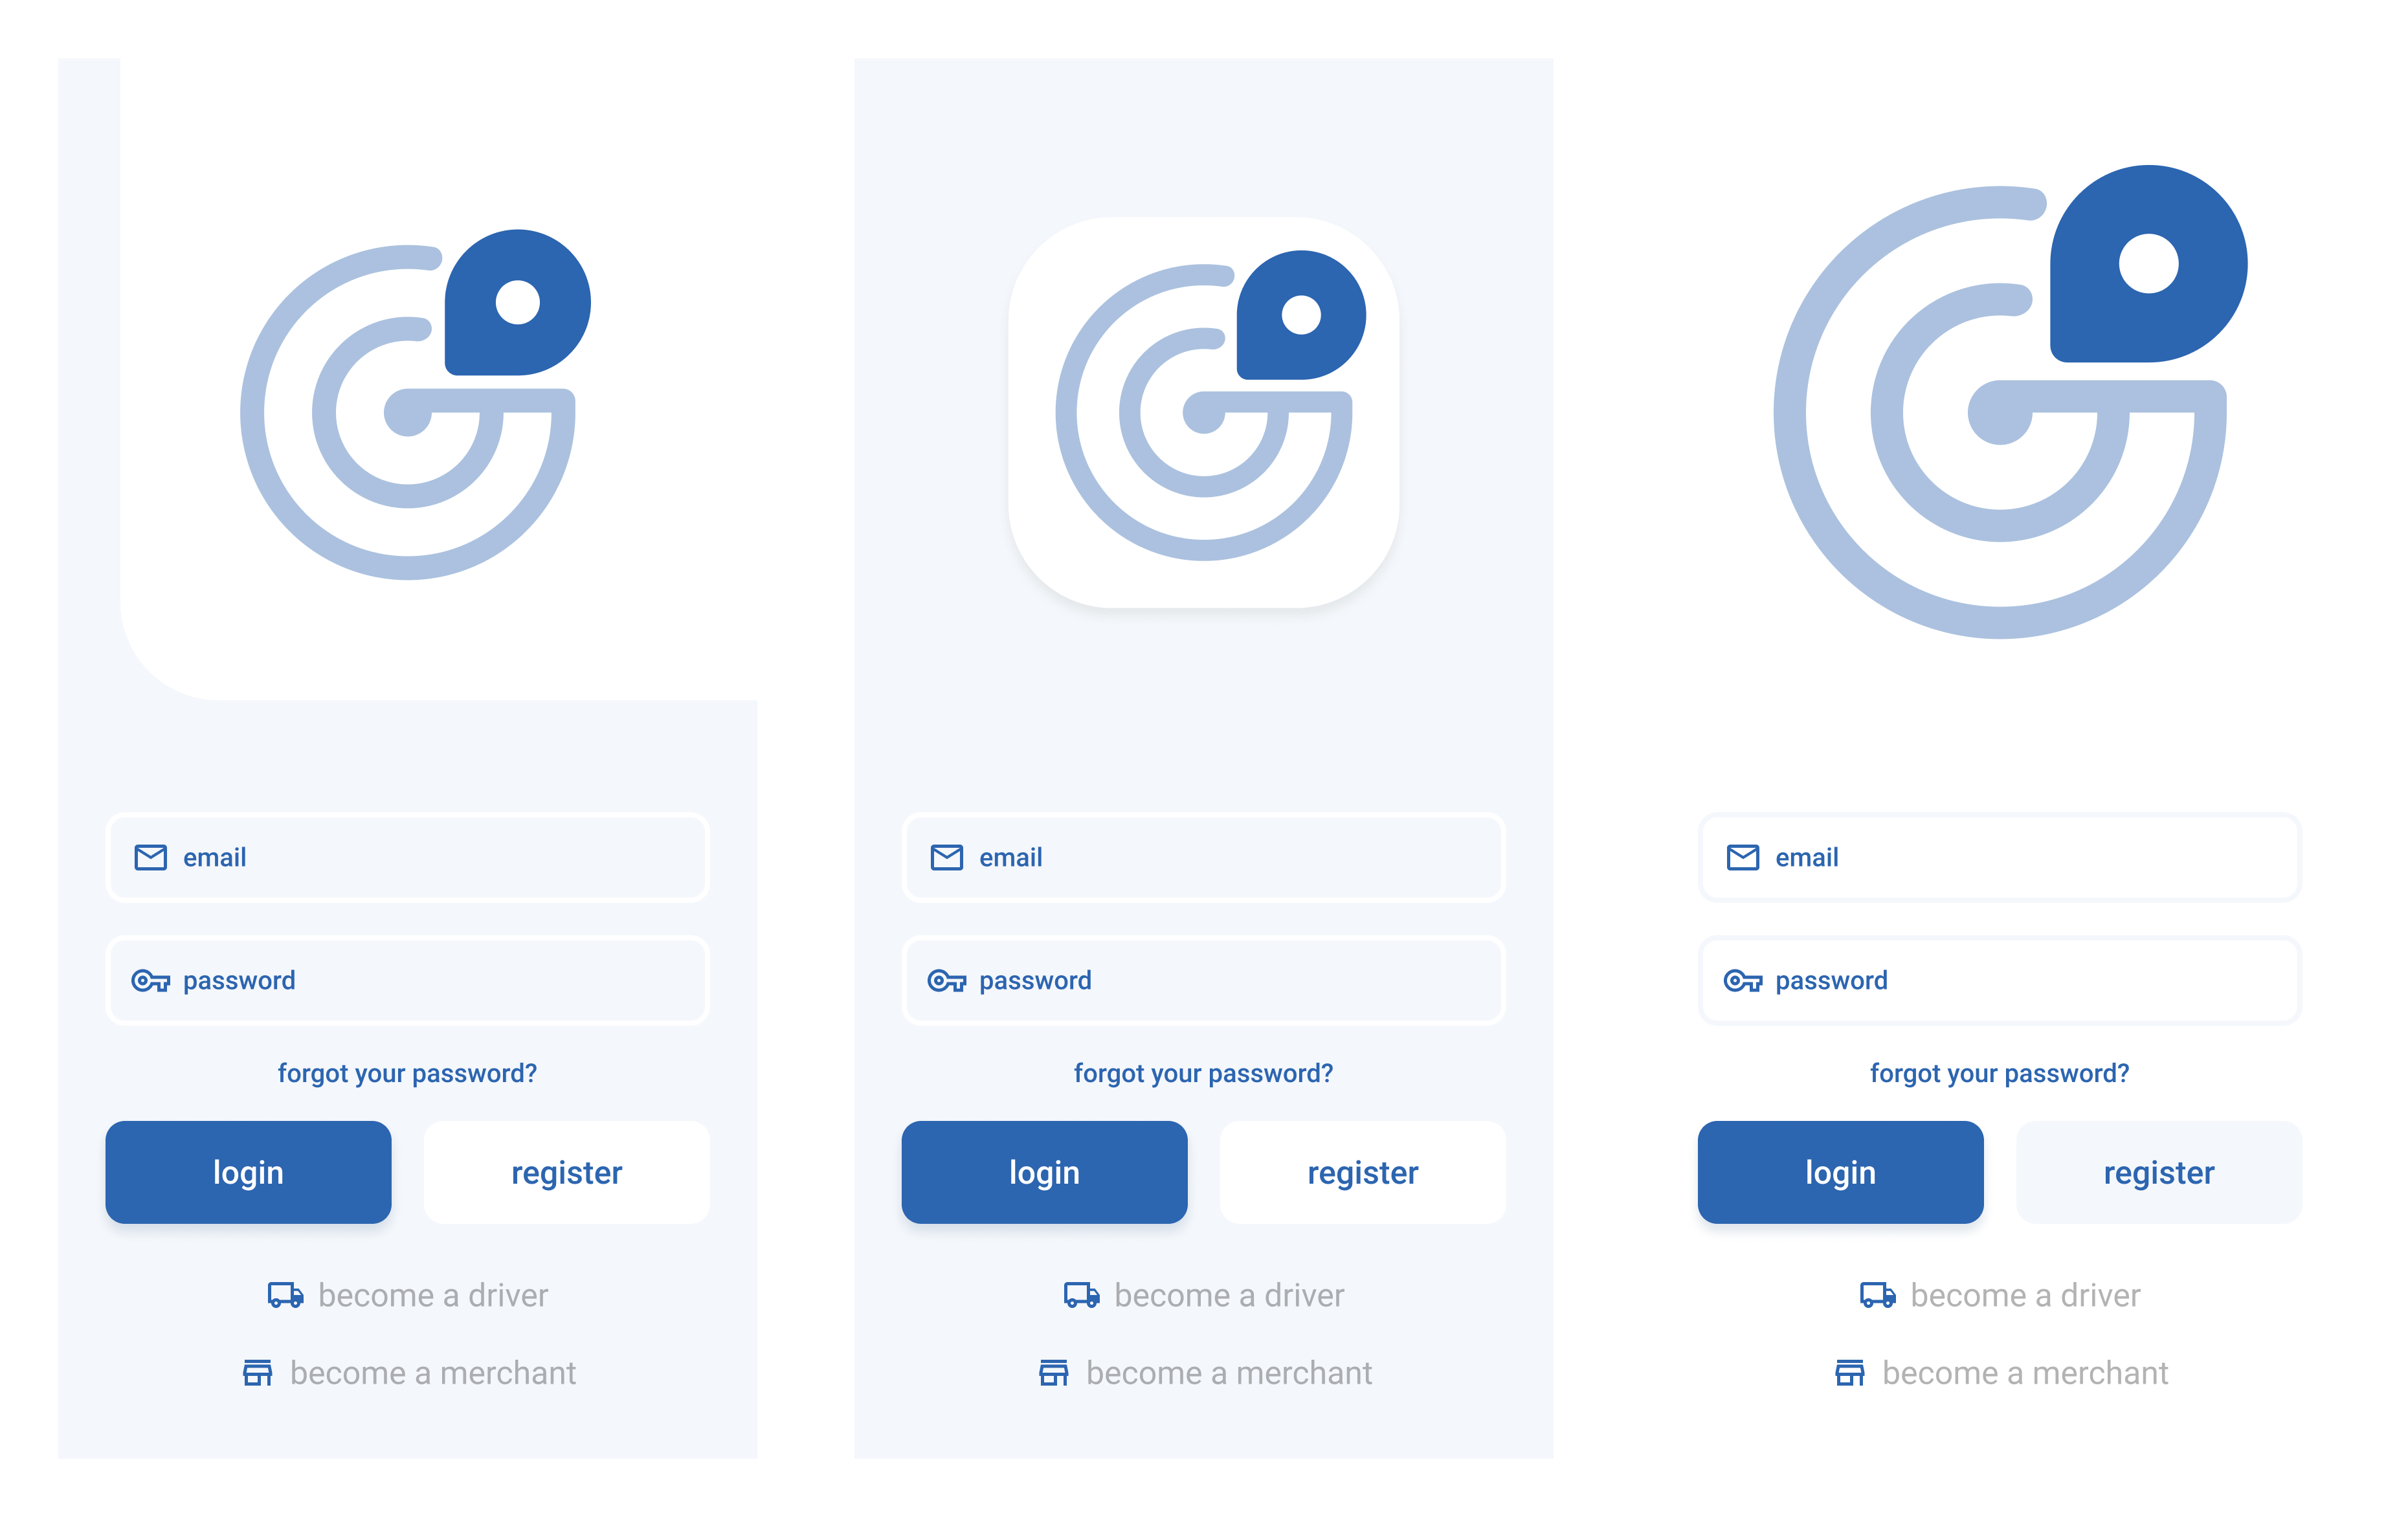 email
password
forgot your password?
login
register
become a driver
become a merchant
email
password
forgot your password?
login
register
become a driver
become a merchant
email
password
forgot your password?
login
register
become a driver
become a merchant